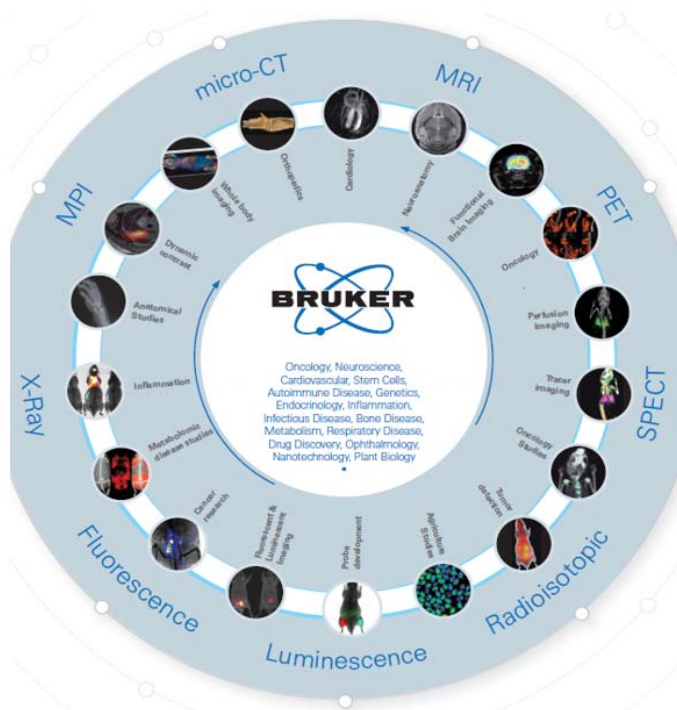 micro-CT
MRI
PET
SPECT
Radioisotopic
Luminescence
Fluorescence
X-Ray
MPI
Cardiology
Neuroanatomy
Functional
Brain Imaging
Oncology
Perfusion
Imaging
Tracer
imaging
Oncology
Studies
Tumor
detection
Agriculture
Studies
Probe
development
Fluorescent &
Luminescent
Imaging
Cancer
research
Metabolomic
disease studies
Inflammation
Anatomical
Studies
Dynamic
contrast
Whole body
imaging
Orthopedics
BRUKER
Oncology, Neuroscience,
Cardiovascular, Stem Cells,
Autoimmune Disease, Genetics,
Endocrinology, Inflammation,
Infectious Disease, Bone Disease,
Metabolism, Respiratory Disease,
Drug Discovery, Ophthalmology,
Nanotechnology, Plant Biology